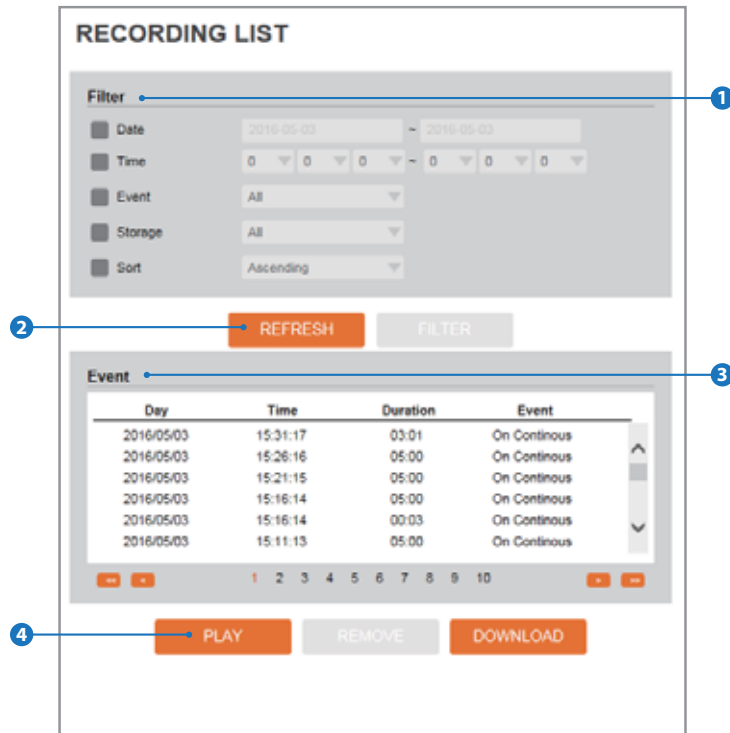 RECORDING LIST
Filter 1
Date 2016-05-03 ~ 2016-05-03
Time 0 0 0 ~ 0 0 0
Event All
Storage All
Sort Ascending
2 REFRESH FILTER
Event 3
Day Time Duration Event
2016/05/03 15:31:17 03:01 On Continous
2016/05/03 15:26:16 05:00 On Continous
2016/05/03 15:21:15 05:00 On Continous
2016/05/03 15:16:14 05:00 On Continous
2016/05/03 15:16:14 00:03 On Continous
2016/05/03 15:11:13 05:00 On Continous
<< < 1 2 3 4 5 6 7 8 9 10 > >>
4 PLAY REMOVE DOWNLOAD